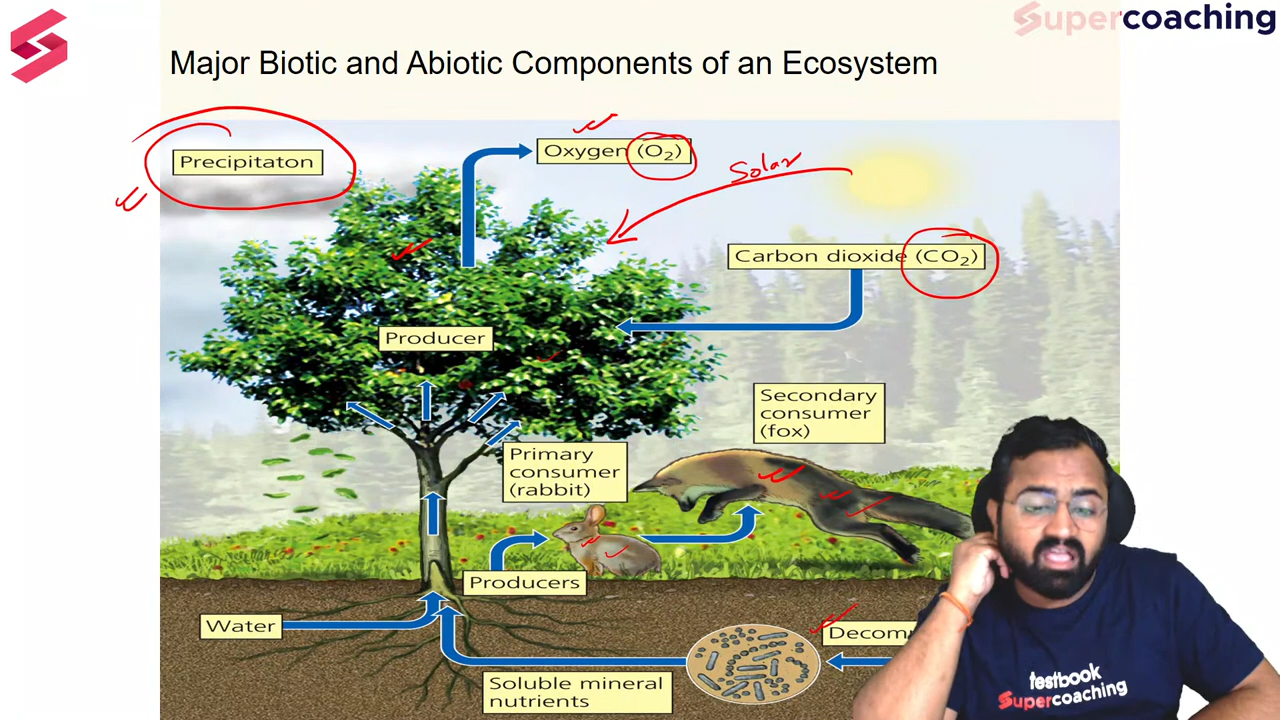 Supercoaching
Major Biotic and Abiotic Components of an Ecosystem
Precipitaton
Oxygen (O₂)
Solar
Carbon dioxide (CO₂)
Producer
Secondary
consumer
(fox)
Primary
consumer
(rabbit)
Producers
Water
Soluble mineral
nutrients
testbook
Supercoaching